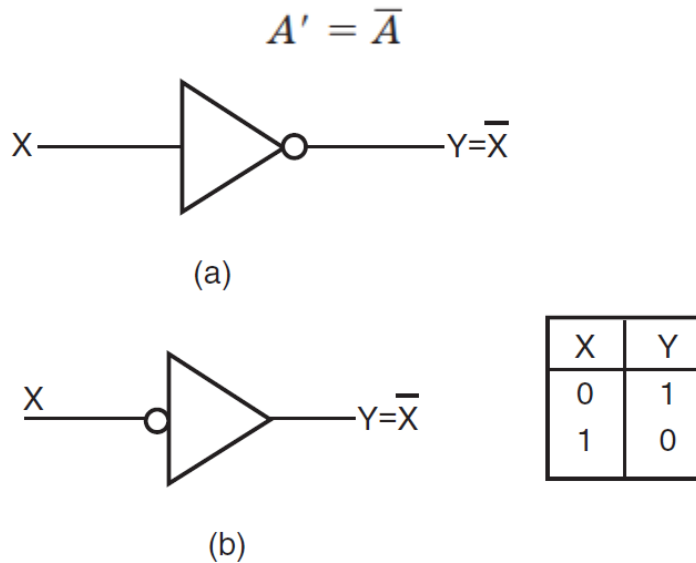 A′ = A̅
X
Y=X̅
(a)
X
Y=X̅
(b)
X Y
0 1
1 0